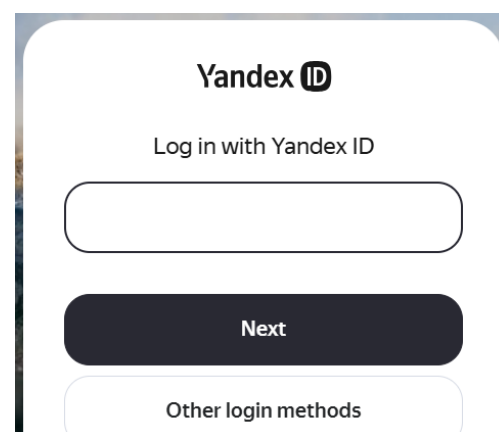 Yandex ID
Log in with Yandex ID
Next
Other login methods